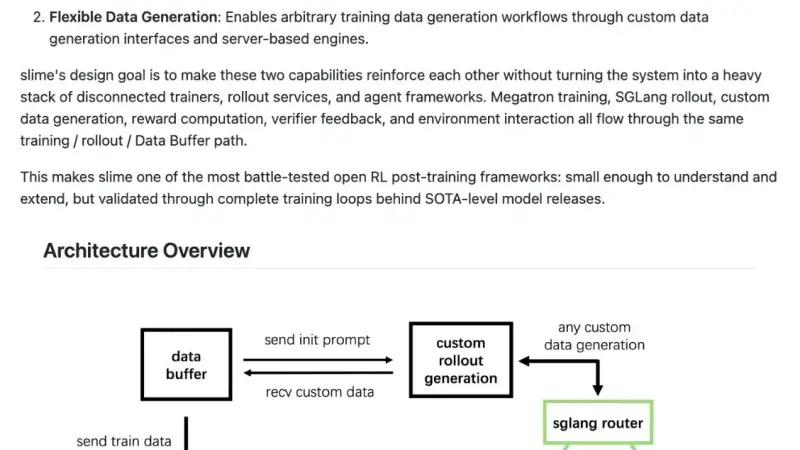 2. Flexible Data Generation: Enables arbitrary training data generation workflows through custom data
generation interfaces and server-based engines.
slime's design goal is to make these two capabilities reinforce each other without turning the system into a heavy
stack of disconnected trainers, rollout services, and agent frameworks. Megatron training, SGLang rollout, custom
data generation, reward computation, verifier feedback, and environment interaction all flow through the same
training / rollout / Data Buffer path.
This makes slime one of the most battle-tested open RL post-training frameworks: small enough to understand and
extend, but validated through complete training loops behind SOTA-level model releases.
Architecture Overview
data
buffer
send init prompt
recv custom data
custom
rollout
generation
any custom
data generation
sglang router
send train data